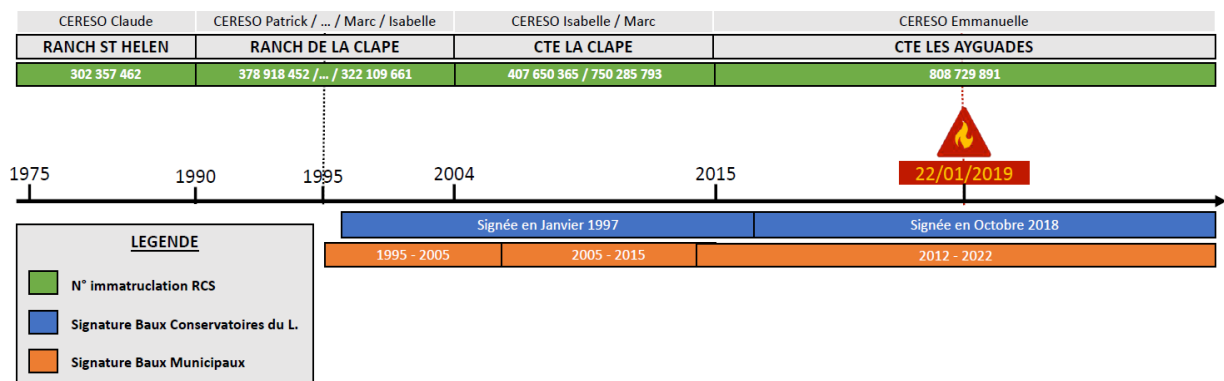 CERESO Claude
CERESO Patrick / … / Marc / Isabelle
CERESO Isabelle / Marc
CERESO Emmanuelle
RANCH ST HELEN
RANCH DE LA CLAPE
CTE LA CLAPE
CTE LES AYGUADES
302 357 462
378 918 452 /… / 322 109 661
407 650 365 / 750 285 793
808 729 891
1975
1990
1995
2004
2015
22/01/2019
Signée en Janvier 1997
Signée en Octobre 2018
1995 - 2005
2005 - 2015
2012 - 2022
LEGENDE
N° immatruclation RCS
Signature Baux Conservatoires du L.
Signature Baux Municipaux